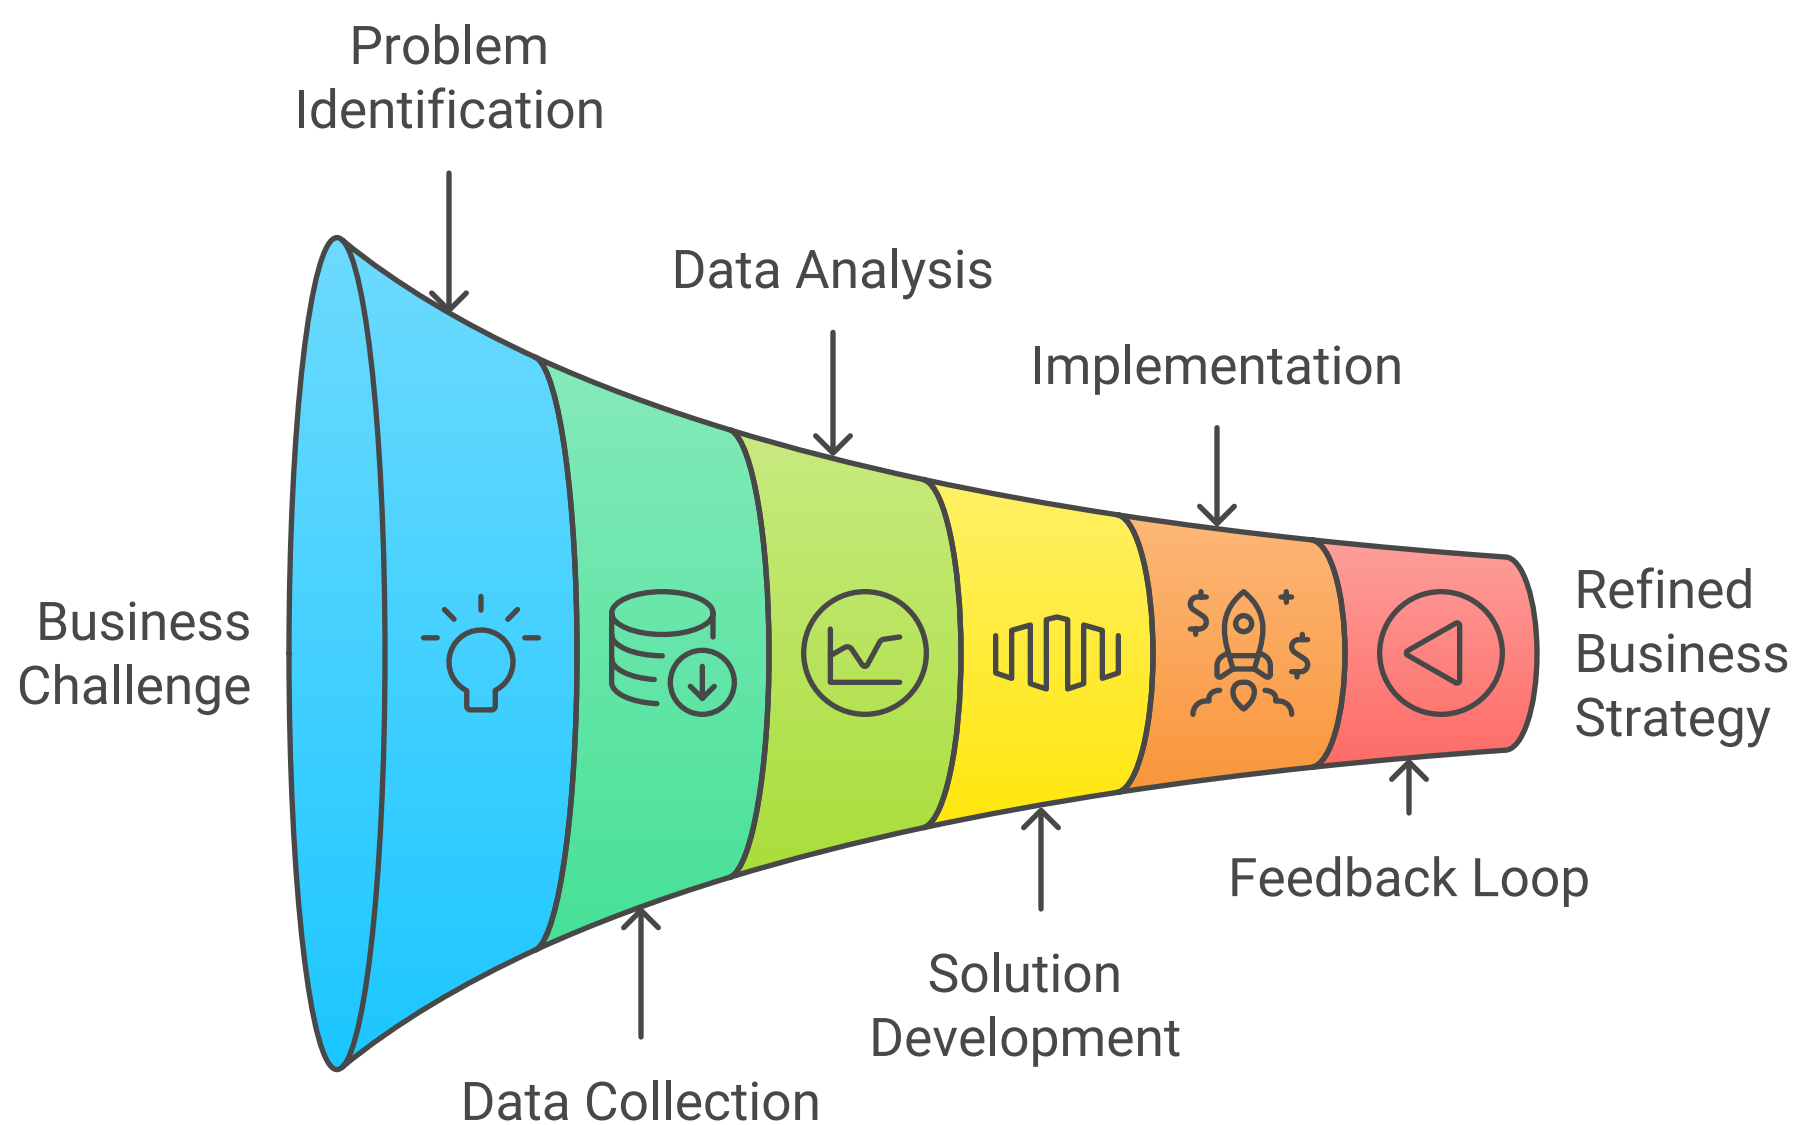 Problem
Identification
Data Analysis
Implementation
Business
Challenge
Refined
Business
Strategy
Feedback Loop
Solution
Development
Data Collection